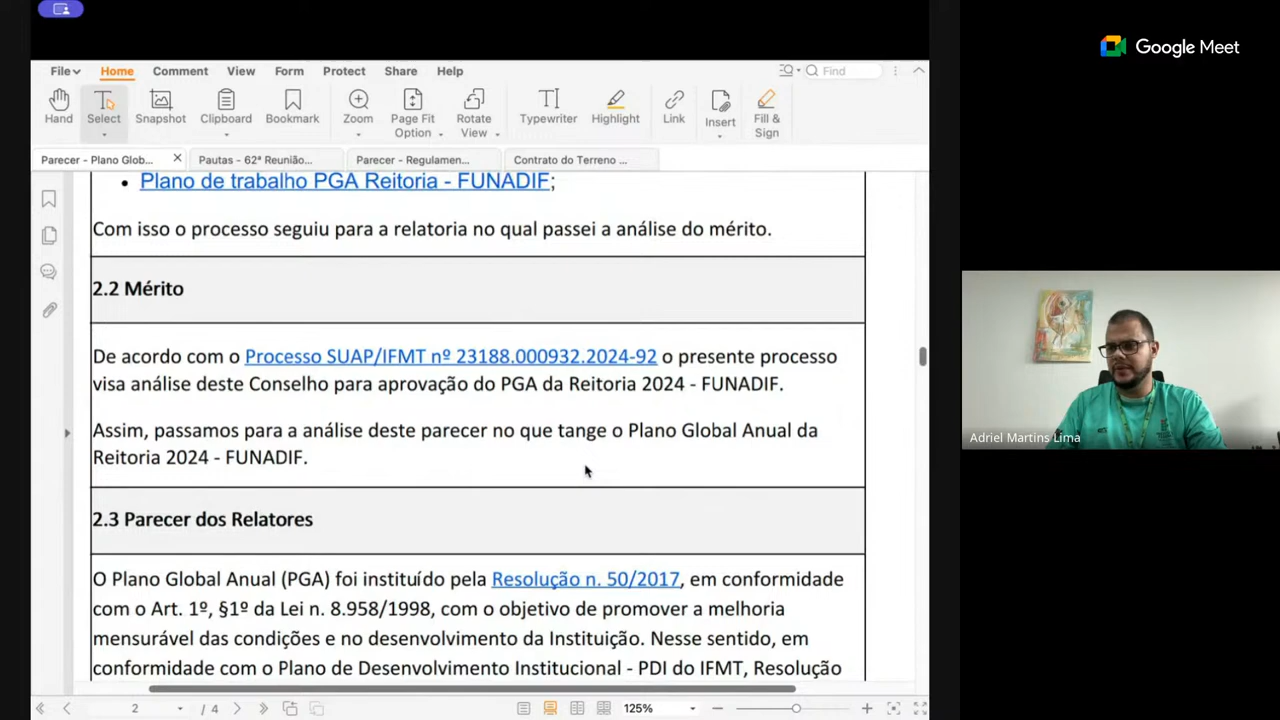 Google Meet
File Home Comment View Form Protect Share Help Find
Hand Select Snapshot Clipboard Bookmark Zoom Page Fit Option Rotate View Typewriter Highlight Link Insert Fill & Sign
Parecer - Plano Glob... Pautas - 62ª Reunião... Parecer - Regulamen... Contrato do Terreno ...
• Plano de trabalho PGA Reitoria - FUNADIF;
Com isso o processo seguiu para a relatoria no qual passei a análise do mérito.
2.2 Mérito
De acordo com o Processo SUAP/IFMT nº 23188.000932.2024-92 o presente processo
visa análise deste Conselho para aprovação do PGA da Reitoria 2024 - FUNADIF.
Assim, passamos para a análise deste parecer no que tange o Plano Global Anual da
Reitoria 2024 - FUNADIF.
2.3 Parecer dos Relatores
O Plano Global Anual (PGA) foi instituído pela Resolução n. 50/2017, em conformidade
com o Art. 1º, §1º da Lei n. 8.958/1998, com o objetivo de promover a melhoria
mensurável das condições e no desenvolvimento da Instituição. Nesse sentido, em
conformidade com o Plano de Desenvolvimento Institucional - PDI do IFMT, Resolução
2 / 4 125%
Adriel Martins Lima